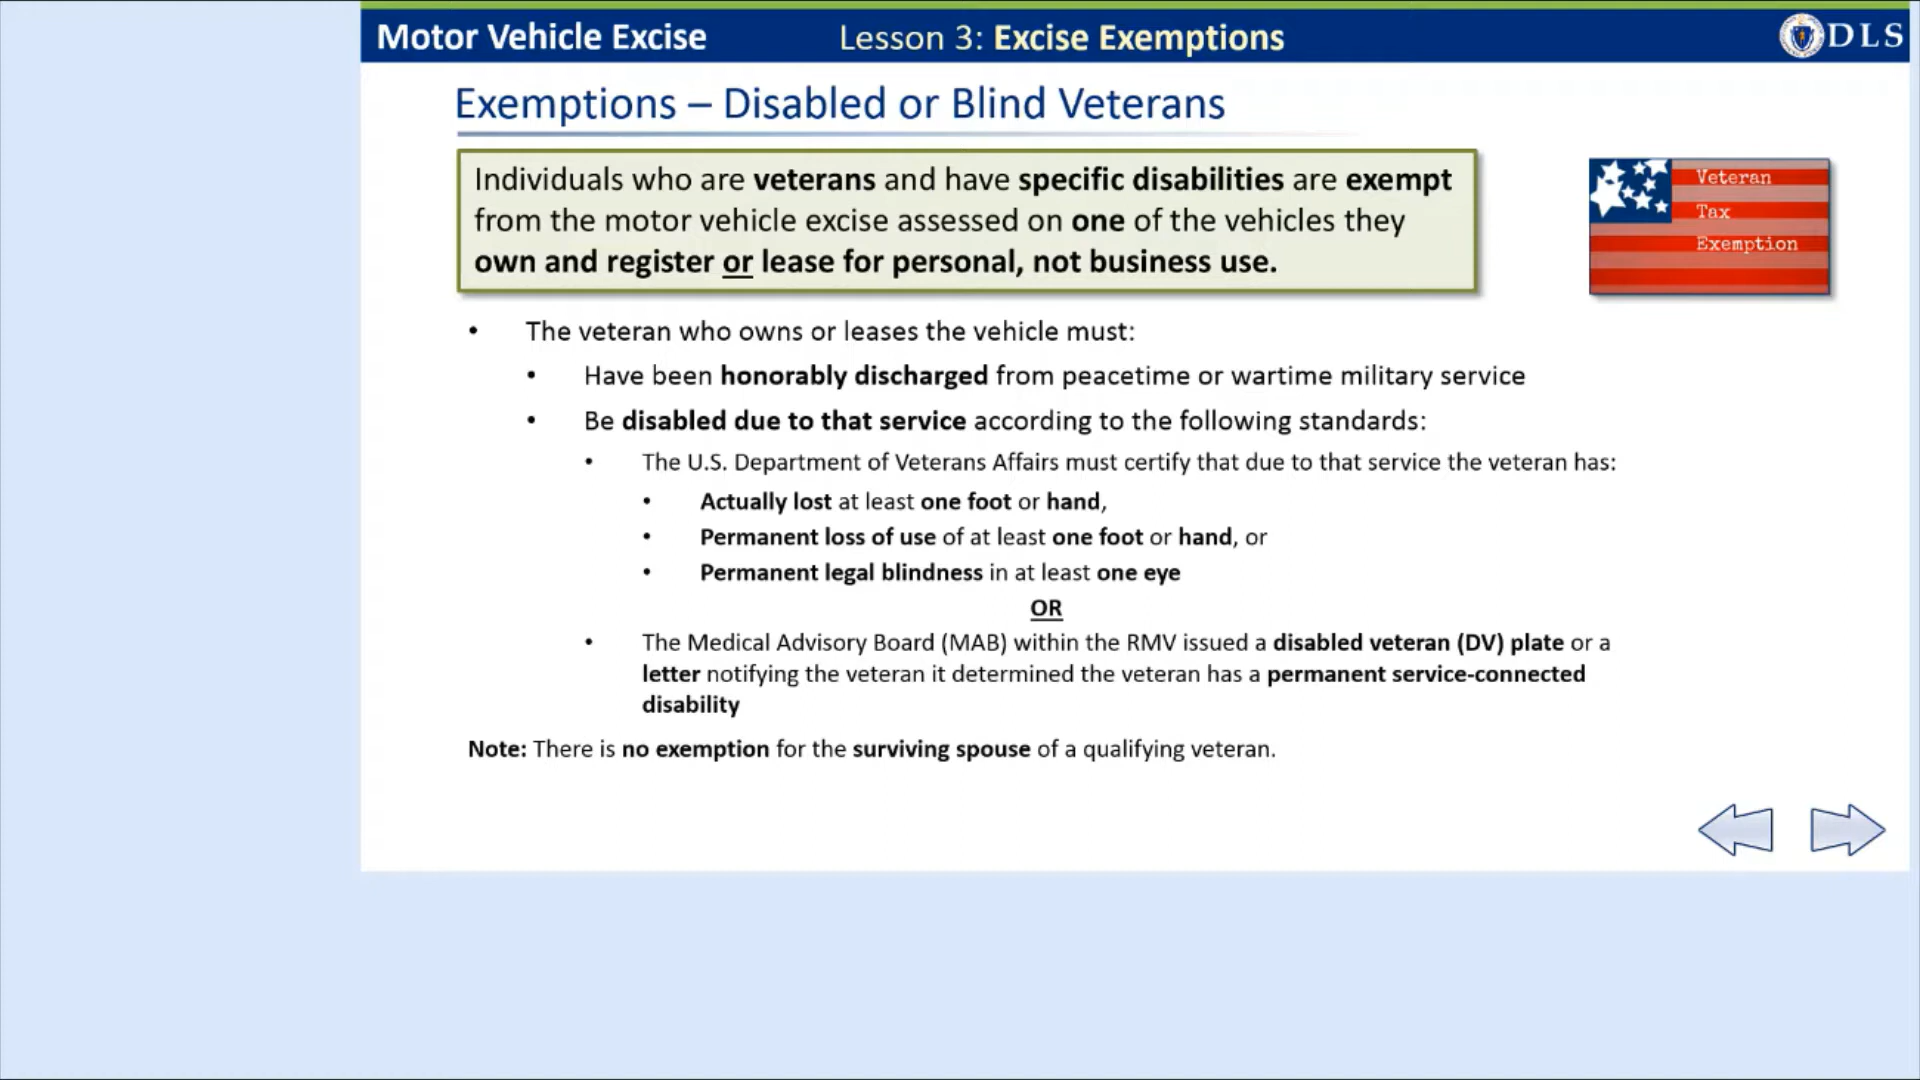 Motor Vehicle Excise
Lesson 3: Excise Exemptions
DLS
Exemptions – Disabled or Blind Veterans
Individuals who are veterans and have specific disabilities are exempt
from the motor vehicle excise assessed on one of the vehicles they
own and register or lease for personal, not business use.
Veteran
Tax
Exemption
• The veteran who owns or leases the vehicle must:
• Have been honorably discharged from peacetime or wartime military service
• Be disabled due to that service according to the following standards:
• The U.S. Department of Veterans Affairs must certify that due to that service the veteran has:
• Actually lost at least one foot or hand,
• Permanent loss of use of at least one foot or hand, or
• Permanent legal blindness in at least one eye
OR
• The Medical Advisory Board (MAB) within the RMV issued a disabled veteran (DV) plate or a
letter notifying the veteran it determined the veteran has a permanent service-connected
disability
Note: There is no exemption for the surviving spouse of a qualifying veteran.